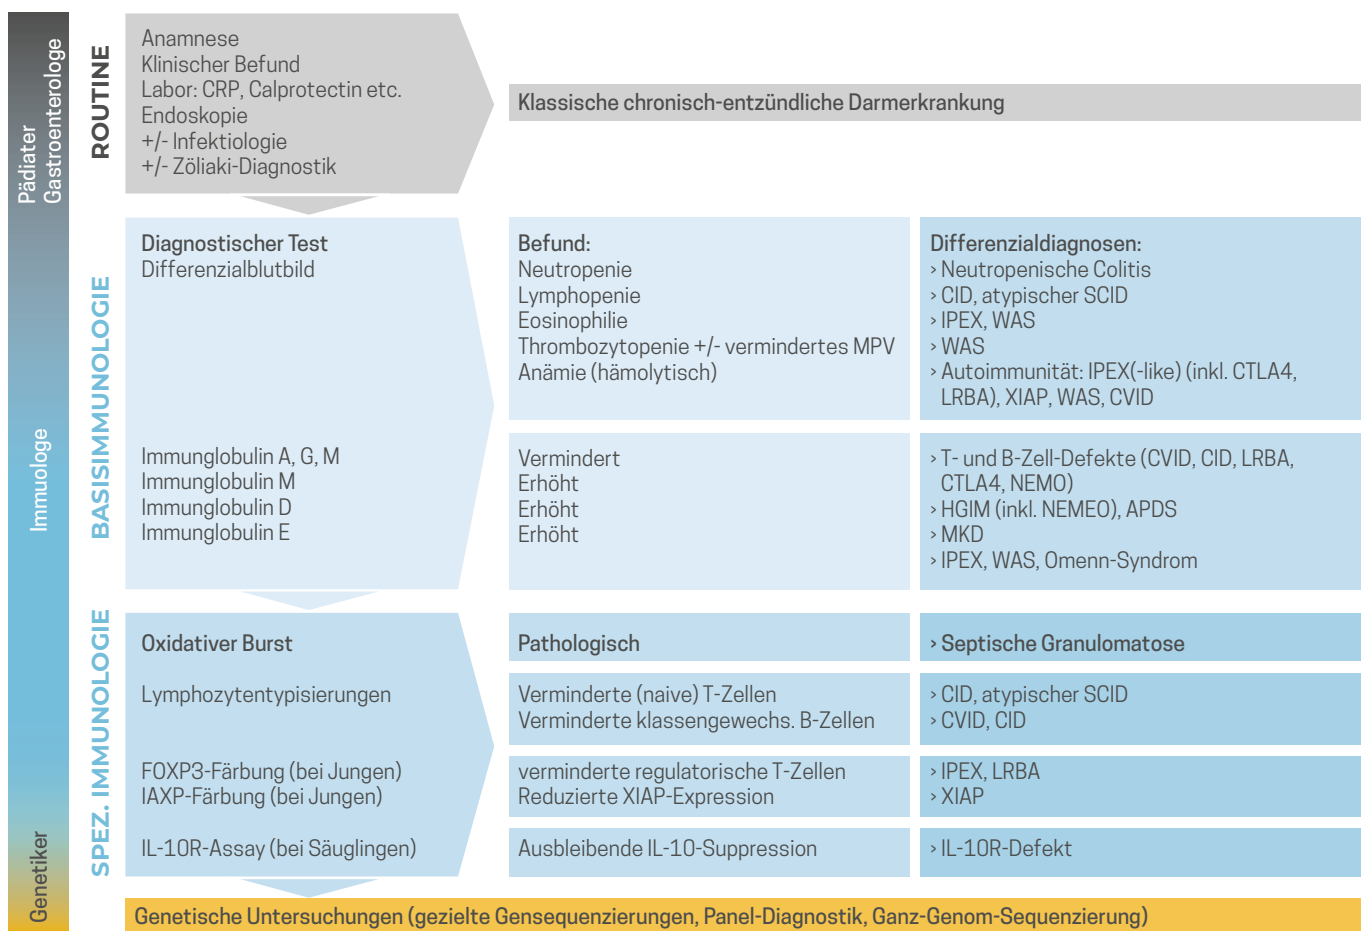 Pädiater
Gastroenterologe
Immuologe
Genetiker
ROUTINE
Anamnese
Klinischer Befund
Labor: CRP, Calprotectin etc.
Endoskopie
+/- Infektiologie
+/- Zöliaki-Diagnostik
Klassische chronisch-entzündliche Darmerkrankung
BASISIMMUNOLOGIE
Diagnostischer Test
Differenzialblutbild
Befund:
Neutropenie
Lymphopenie
Eosinophilie
Thrombozytopenie +/- vermindertes MPV
Anämie (hämolytisch)
Differenzialdiagnosen:
› Neutropenische Colitis
› CID, atypischer SCID
› IPEX, WAS
› WAS
› Autoimmunität: IPEX(-like) (inkl. CTLA4,
LRBA), XIAP, WAS, CVID
Immunglobulin A, G, M
Immunglobulin M
Immunglobulin D
Immunglobulin E
Vermindert
Erhöht
Erhöht
Erhöht
› T- und B-Zell-Defekte (CVID, CID, LRBA,
CTLA4, NEMO)
› HGIM (inkl. NEMEO), APDS
› MKD
› IPEX, WAS, Omenn-Syndrom
SPEZ. IMMUNOLOGIE
Oxidativer Burst
Pathologisch
› Septische Granulomatose
Lymphozytentypisierungen
Verminderte (naive) T-Zellen
Verminderte klassengewechs. B-Zellen
› CID, atypischer SCID
› CVID, CID
FOXP3-Färbung (bei Jungen)
IAXP-Färbung (bei Jungen)
verminderte regulatorische T-Zellen
Reduzierte XIAP-Expression
› IPEX, LRBA
› XIAP
IL-10R-Assay (bei Säuglingen)
Ausbleibende IL-10-Suppression
› IL-10R-Defekt
Genetische Untersuchungen (gezielte Gensequenzierungen, Panel-Diagnostik, Ganz-Genom-Sequenzierung)